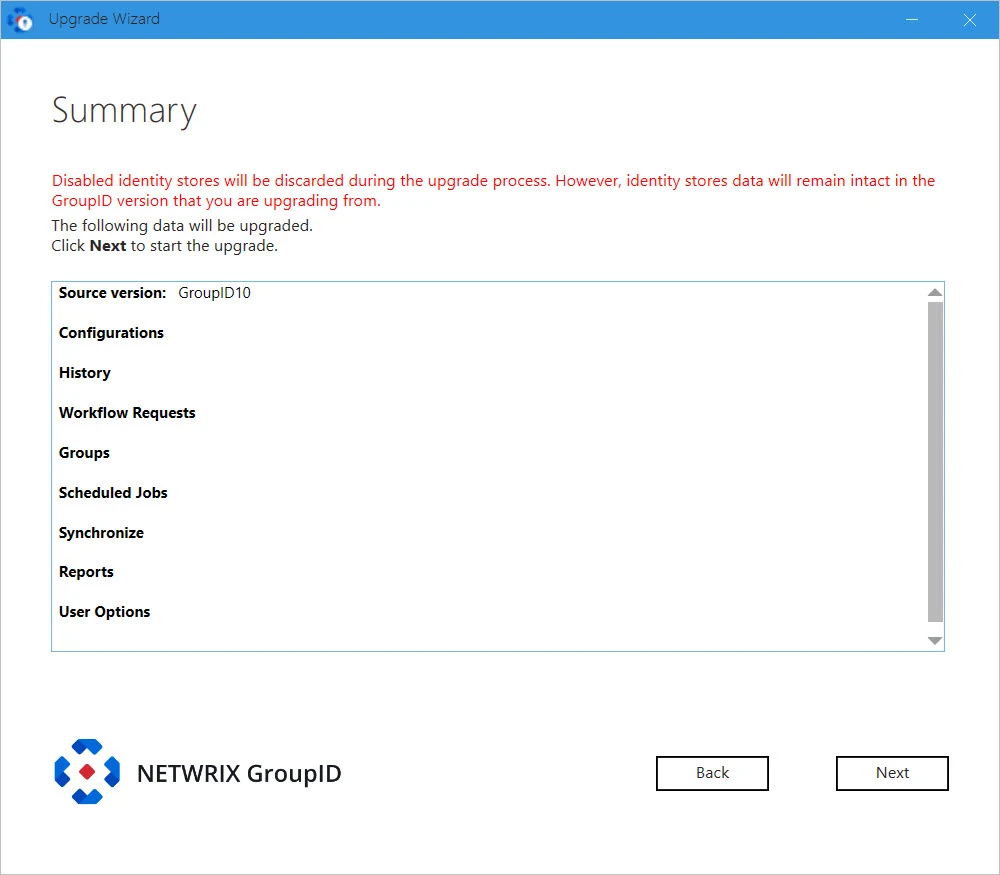 Upgrade Wizard
Summary
Disabled identity stores will be discarded during the upgrade process. However, identity stores data will remain intact in the
GroupID version that you are upgrading from.
The following data will be upgraded.
Click Next to start the upgrade.
Source version: GroupID10
Configurations
History
Workflow Requests
Groups
Scheduled Jobs
Synchronize
Reports
User Options
NETWRIX GroupID
Back
Next